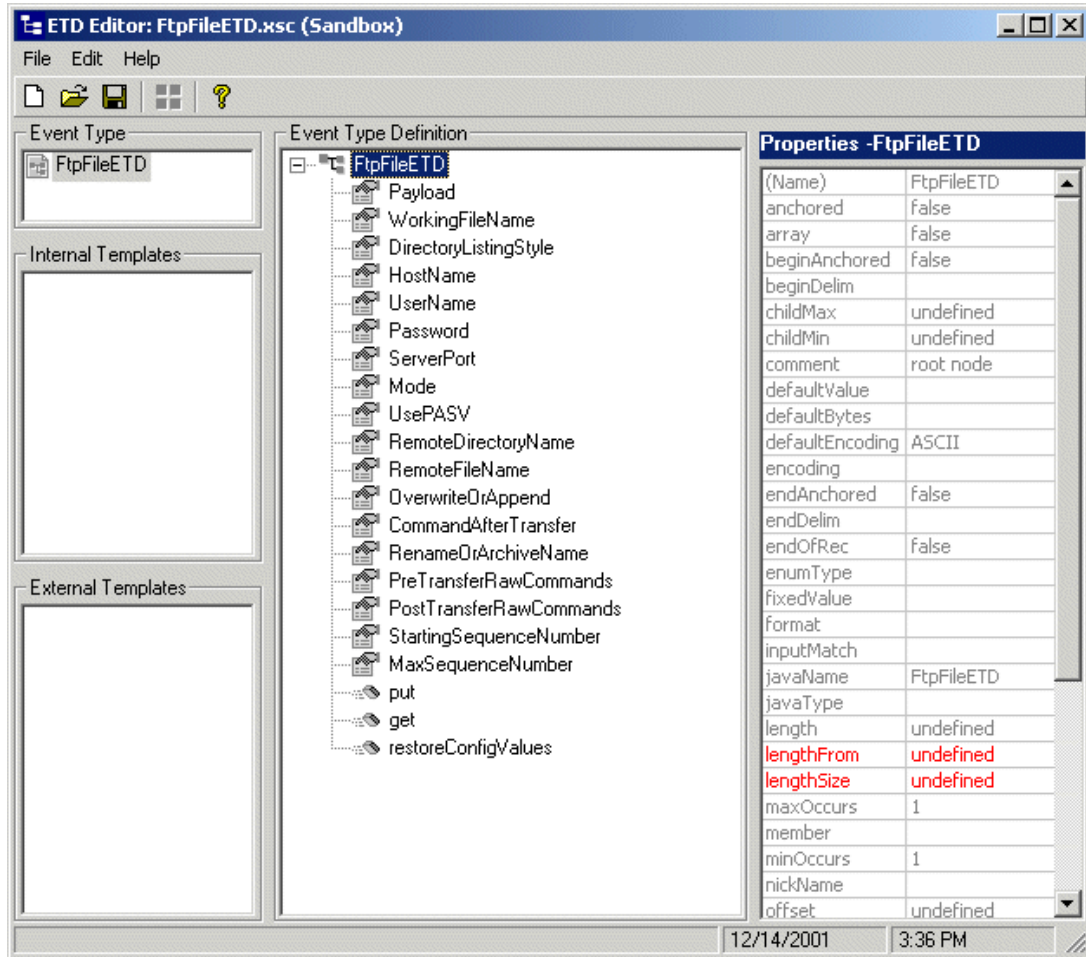 ETD Editor: FtpFileETD.xsc (Sandbox)
File Edit Help
Event Type
FtpFileETD
Internal Templates
External Templates
Event Type Definition
FtpFileETD
Payload
WorkingFileName
DirectoryListingStyle
HostName
UserName
Password
ServerPort
Mode
UsePASV
RemoteDirectoryName
RemoteFileName
OverwriteOrAppend
CommandAfterTransfer
RenameOrArchiveName
PreTransferRawCommands
PostTransferRawCommands
StartingSequenceNumber
MaxSequenceNumber
put
get
restoreConfigValues
Properties -FtpFileETD
(Name) FtpFileETD
anchored false
array false
beginAnchored false
beginDelim
childMax undefined
childMin undefined
comment root node
defaultValue
defaultBytes
defaultEncoding ASCII
encoding
endAnchored false
endDelim
endOfRec false
enumType
fixedValue
format
inputMatch
javaName FtpFileETD
javaType
length undefined
lengthFrom undefined
lengthSize undefined
maxOccurs 1
member
minOccurs 1
nickName
offset undefined
12/14/2001 3:36 PM